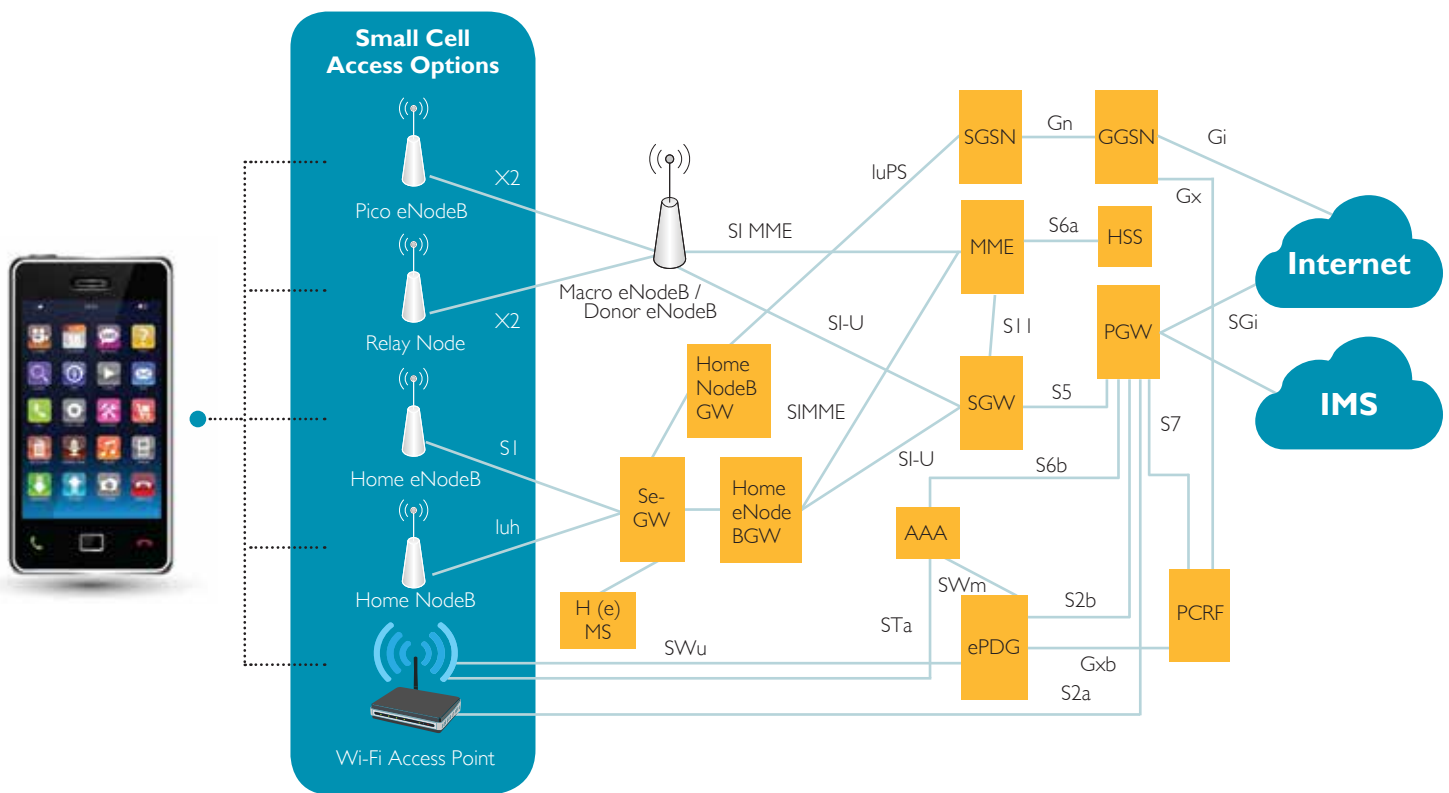 Small Cell
Access Options
Pico eNodeB
X2
Relay Node
X2
Home eNodeB
S1
Home NodeB
Iuh
Wi-Fi Access Point
Macro eNodeB /
Donor eNodeB
SI MME
SI-U
IuPS
Home
NodeB
GW
Se-
GW
Home
eNode
BGW
H (e)
MS
SIMME
SI-U
SGSN
Gn
GGSN
Gi
Gx
MME
S6a
HSS
S11
SGW
S5
PGW
SGi
S7
Internet
IMS
S6b
AAA
SWm
STa
SWu
ePDG
S2b
Gxb
S2a
PCRF